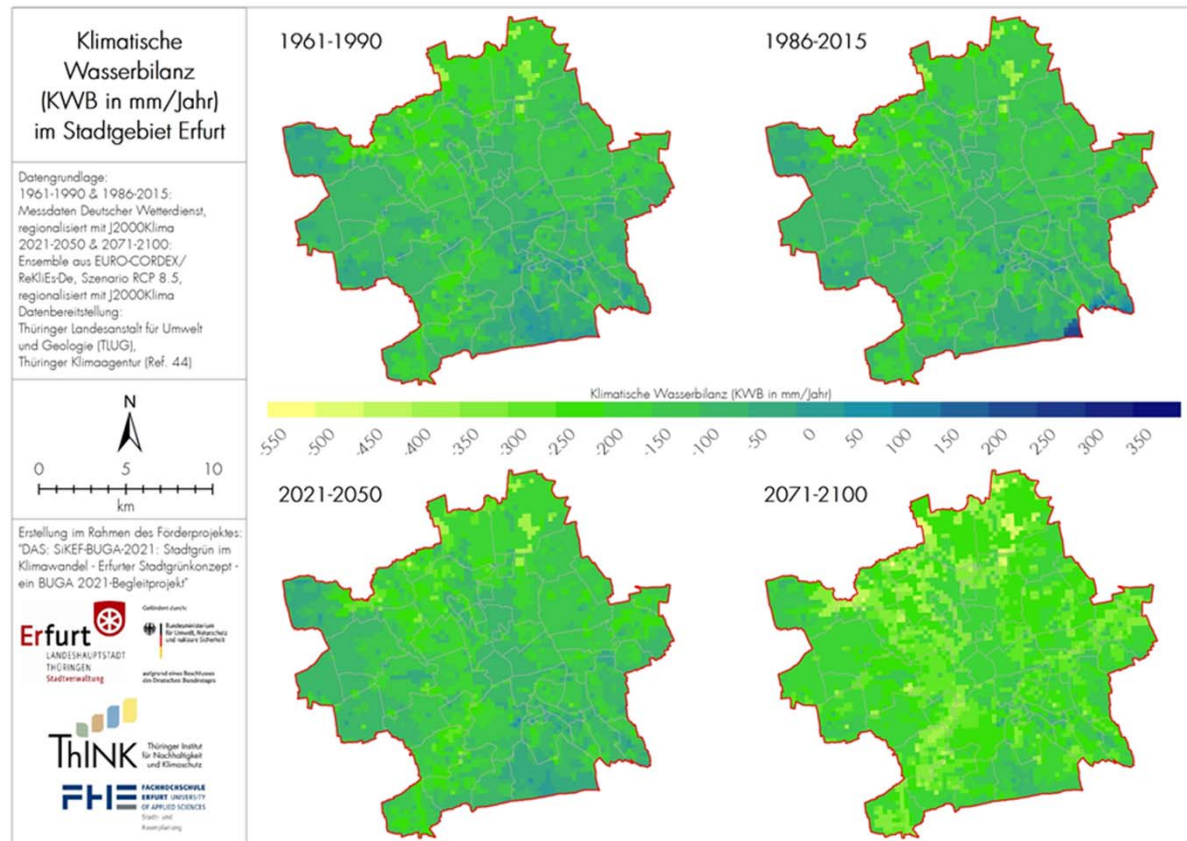 Klimatische
Wasserbilanz
(KWB in mm/Jahr)
im Stadtgebiet Erfurt
Datengrundlage:
1961-1990 & 1986-2015:
Messdaten Deutscher Wetterdienst,
regionalisiert mit J2000Klima
2021-2050 & 2071-2100:
Ensemble aus EURO-CORDEX/
ReKliEs-De, Szenario RCP 8.5,
regionalisiert mit J2000Klima
Datenbereitstellung:
Thüringer Landesanstalt für Umwelt
und Geologie (TLUG),
Thüringer Klimaagentur (Ref. 44)
N
0 5 10
km
Erstellung im Rahmen des Förderprojektes:
"DAS: SiKEF-BUGA-2021: Stadtgrün im
Klimawandel - Erfurter Stadtgrünkonzept -
ein BUGA 2021-Begleitprojekt"
Erfurt
LANDESHAUPTSTADT
THÜRINGEN
Stadtverwaltung
Gefördert durch:
Bundesministerium
für Umwelt, Naturschutz
und nukleare Sicherheit
aufgrund eines Beschlusses
des Deutschen Bundestages
ThINK
Thüringer Institut
für Nachhaltigkeit
und Klimaschutz
FHE
FACHHOCHSCHULE
ERFURT UNIVERSITY
OF APPLIED SCIENCES
Stadt- und
Raumplanung
1961-1990
1986-2015
Klimatische Wasserbilanz (KWB in mm/Jahr)
-550 -500 -450 -400 -350 -300 -250 -200 -150 -100 -50 0 50 100 150 200 250 300 350
2021-2050
2071-2100